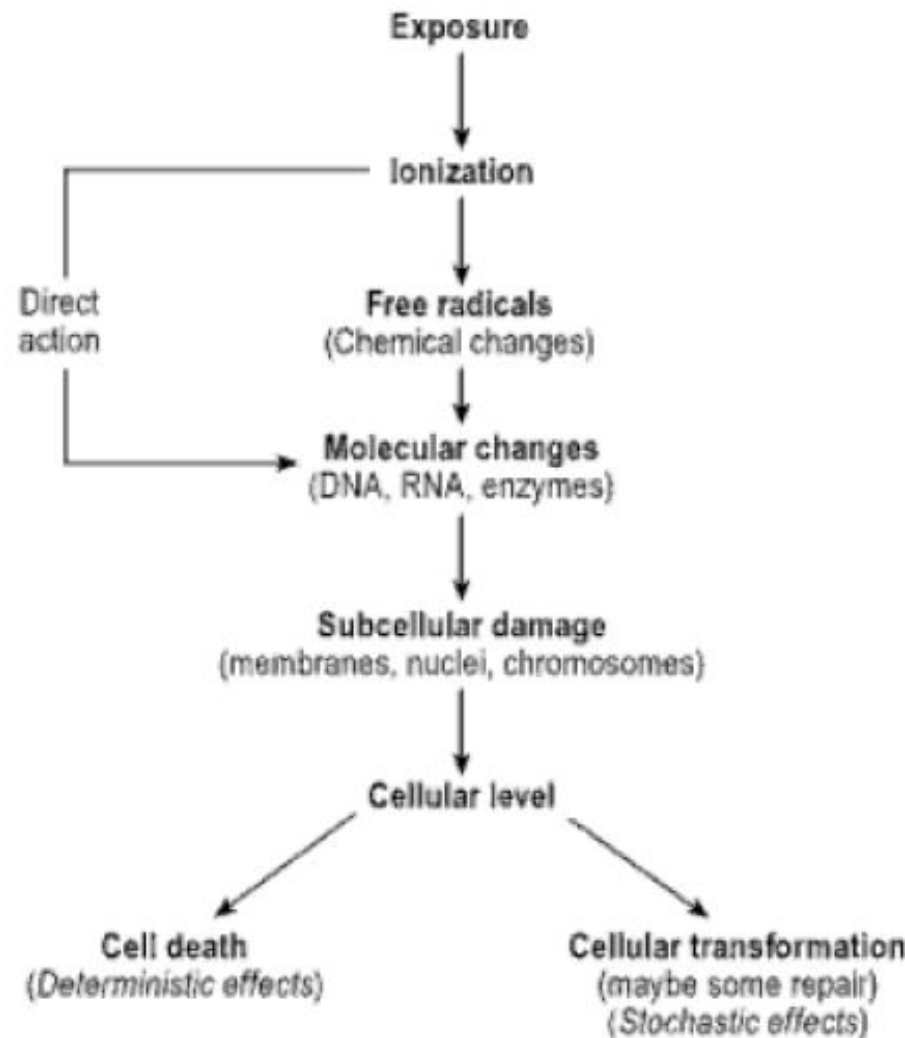 Exposure
Ionization
Direct
action
Free radicals
(Chemical changes)
Molecular changes
(DNA, RNA, enzymes)
Subcellular damage
(membranes, nuclei, chromosomes)
Cellular level
Cell death
(Deterministic effects)
Cellular transformation
(maybe some repair)
(Stochastic effects)